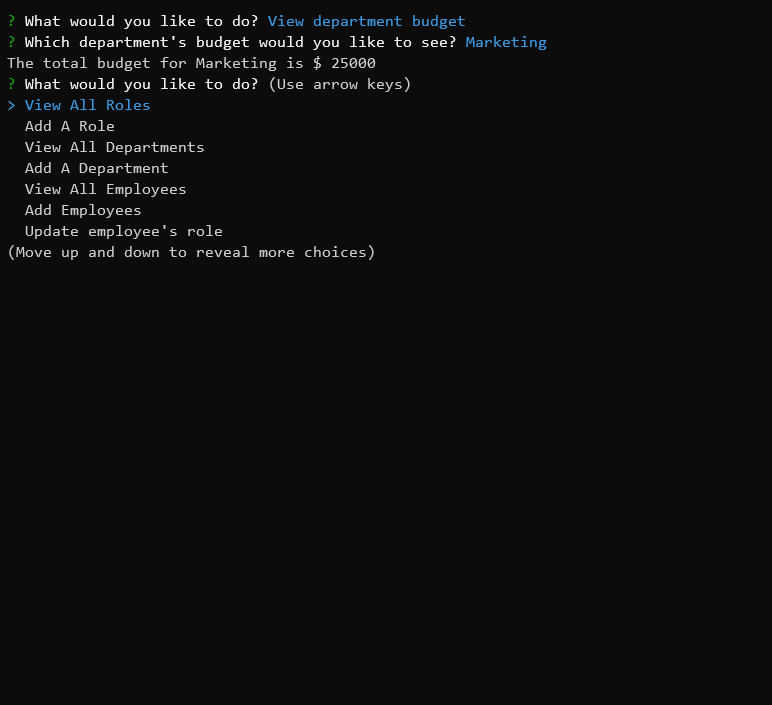 ? What would you like to do? View department budget
? Which department's budget would you like to see? Marketing
The total budget for Marketing is $ 25000
? What would you like to do? (Use arrow keys)
> View All Roles
Add A Role
View All Departments
Add A Department
View All Employees
Add Employees
Update employee's role
(Move up and down to reveal more choices)